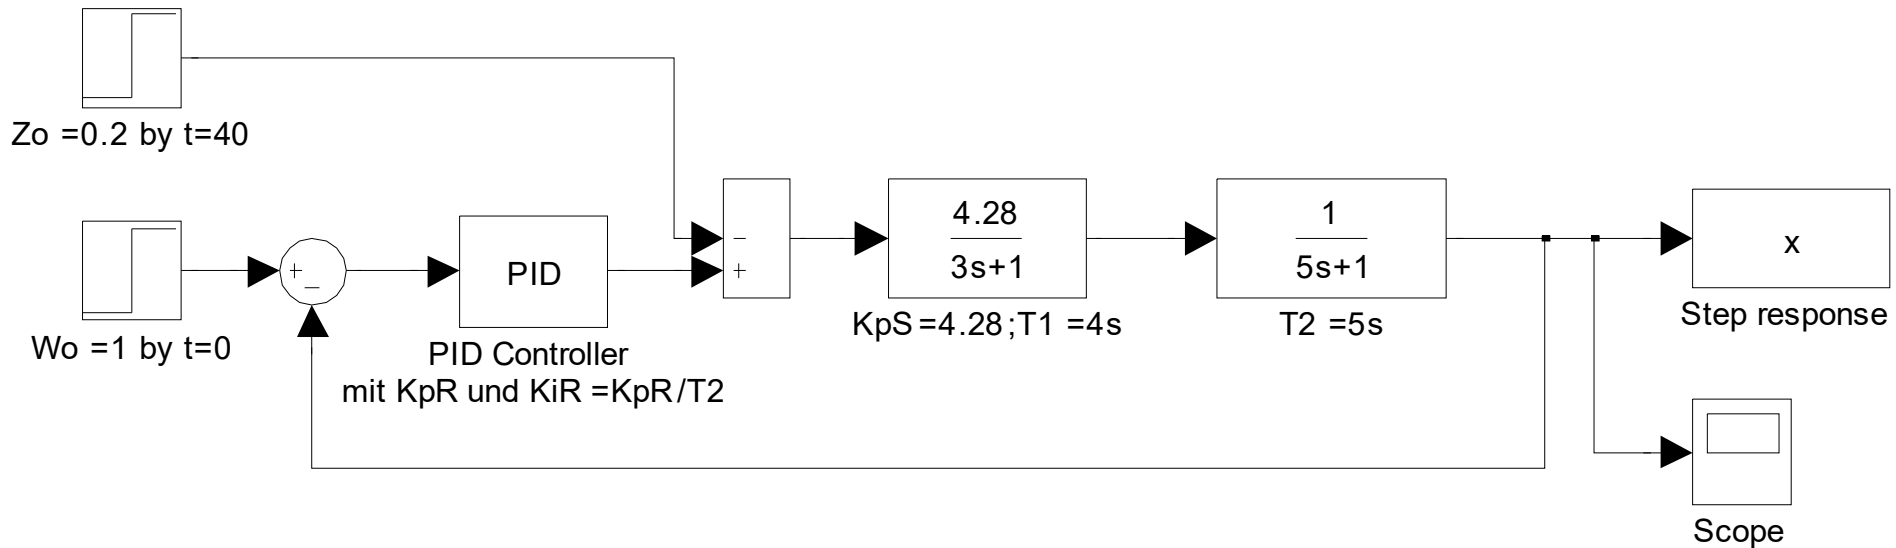 Zo =0.2 by t=40
Wo =1 by t=0
+
−
PID
PID Controller
mit KpR und KiR =KpR/T2
−
+
4.28
3s+1
KpS=4.28;T1 =4s
1
5s+1
T2 =5s
x
Step response
Scope